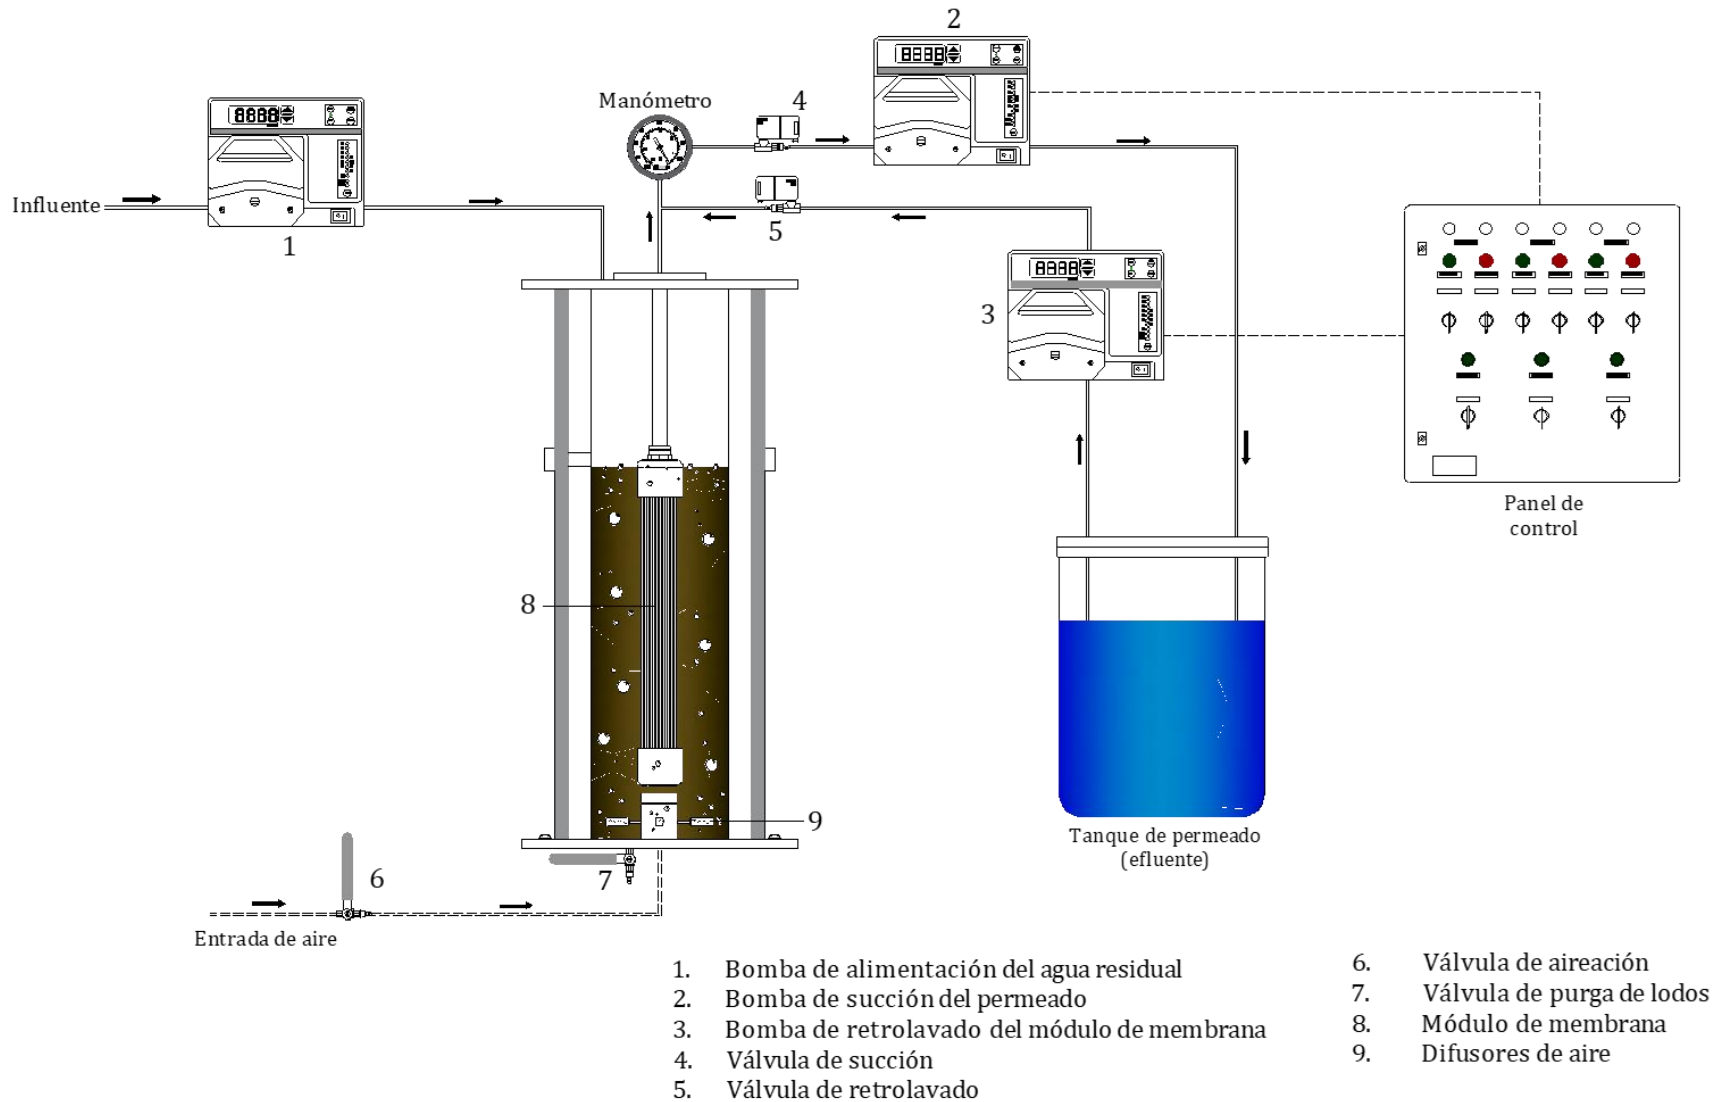 2
Manómetro
4
8888
8888
Influente
1
5
8888
3
Panel de
control
8
9
Tanque de permeado
(efluente)
6
7
Entrada de aire
1. Bomba de alimentación del agua residual
2. Bomba de succión del permeado
3. Bomba de retrolavado del módulo de membrana
4. Válvula de succión
5. Válvula de retrolavado
6. Válvula de aireación
7. Válvula de purga de lodos
8. Módulo de membrana
9. Difusores de aire